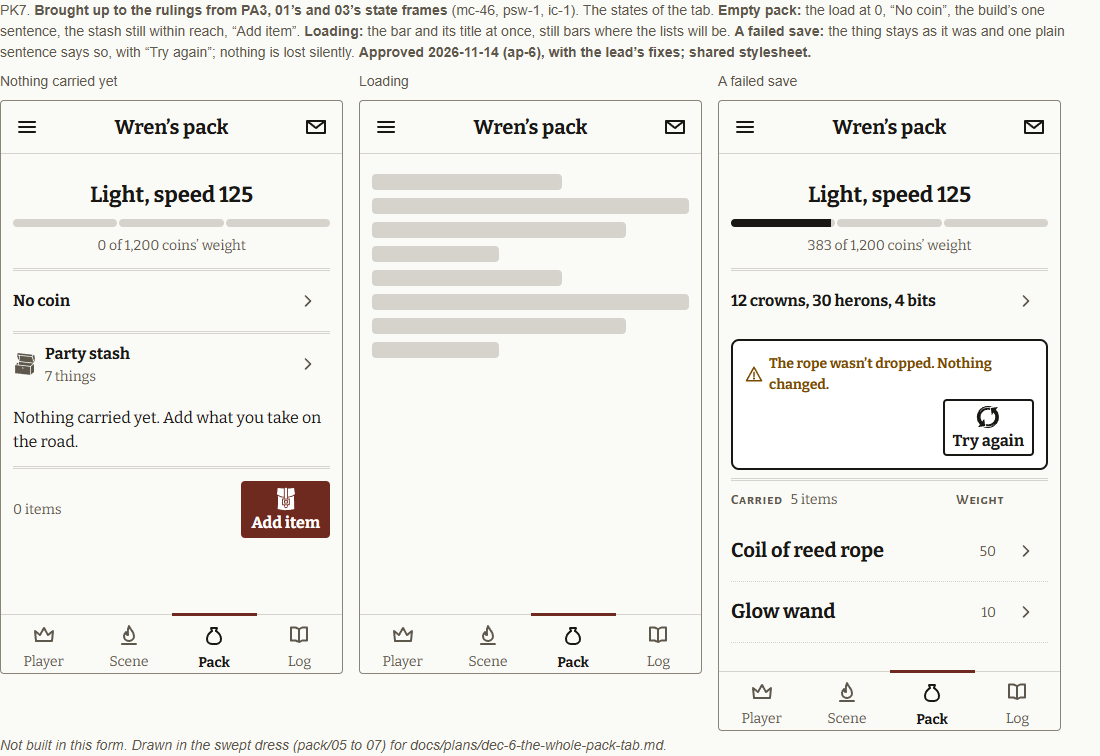 PK7. Brought up to the rulings from PA3, 01’s and 03’s state frames (mc-46, psw-1, ic-1). The states of the tab. Empty pack: the load at 0, “No coin”, the build’s one
sentence, the stash still within reach, “Add item”. Loading: the bar and its title at once, still bars where the lists will be. A failed save: the thing stays as it was and one plain
sentence says so, with “Try again”; nothing is lost silently. Approved 2026-11-14 (ap-6), with the lead’s fixes; shared stylesheet.
Nothing carried yet
Wren’s pack
Light, speed 125
0 of 1,200 coins’ weight
No coin
Party stash
7 things
Nothing carried yet. Add what you take on
the road.
0 items
Add item
Player Scene Pack Log
Loading
Wren’s pack
Player Scene Pack Log
A failed save
Wren’s pack
Light, speed 125
383 of 1,200 coins’ weight
12 crowns, 30 herons, 4 bits
The rope wasn’t dropped. Nothing
changed.
Try again
Carried 5 items Weight
Coil of reed rope 50
Glow wand 10
Player Scene Pack Log
Not built in this form. Drawn in the swept dress (pack/05 to 07) for docs/plans/dec-6-the-whole-pack-tab.md.